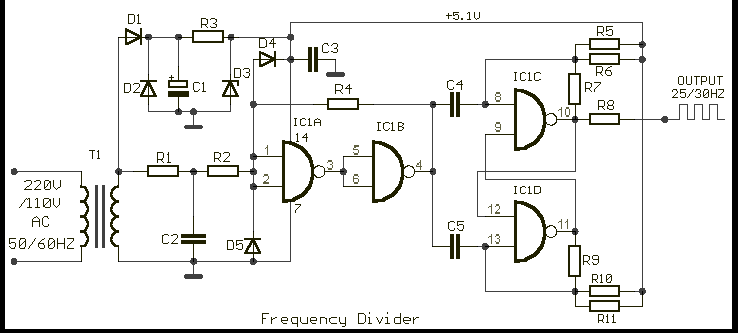 +5.1V
D1
R3
D4
C3
D2
C1
+
D3
R4
C4
IC1C
R5
R6
R7
R8
8
9
10
OUTPUT
25/30HZ
T1
R1
R2
IC1A
14
1
2
3
7
IC1B
5
6
4
220V
/110V
AC
50/60HZ
C2
D5
C5
IC1D
12
13
11
R9
R10
R11
Frequency Divider